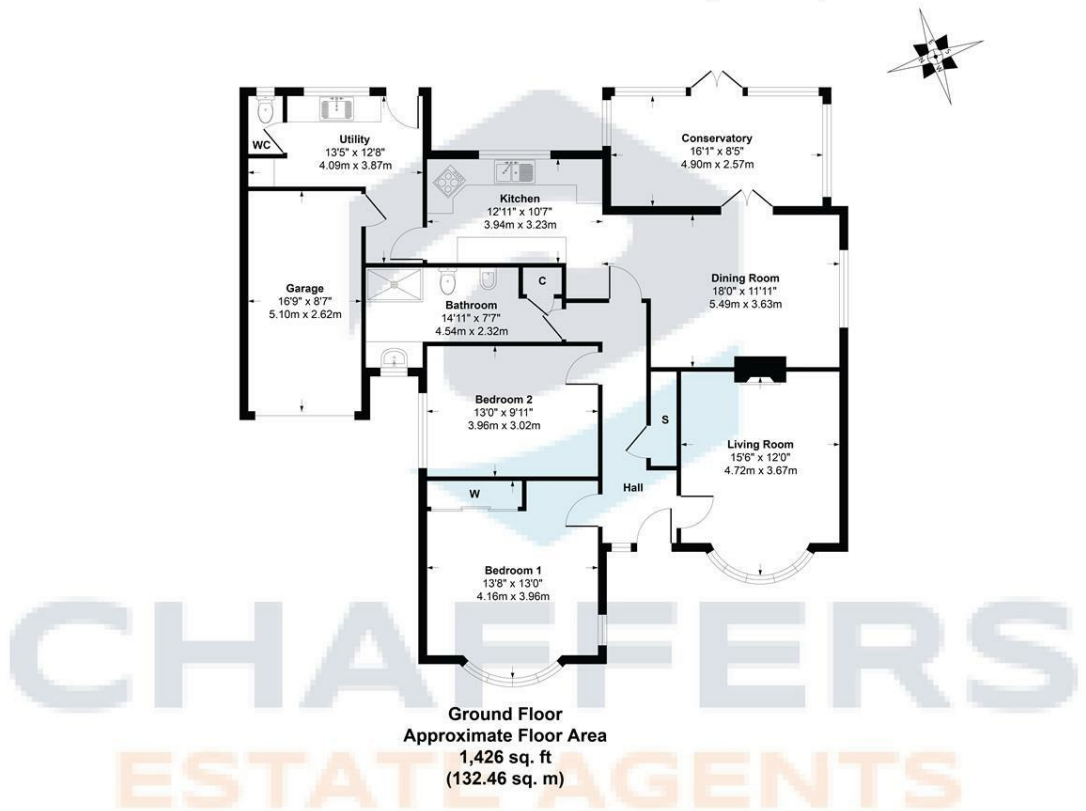 Conservatory
16'1" x 8'5"
4.90m x 2.57m
WC
Utility
13'5" x 12'8"
4.09m x 3.87m
Kitchen
12'11" x 10'7"
3.94m x 3.23m
Dining Room
18'0" x 11'11"
5.49m x 3.63m
Garage
16'9" x 8'7"
5.10m x 2.62m
Bathroom
14'11" x 7'7"
4.54m x 2.32m
C
Bedroom 2
13'0" x 9'11"
3.96m x 3.02m
S
Living Room
15'6" x 12'0"
4.72m x 3.67m
Hall
W
Bedroom 1
13'8" x 13'0"
4.16m x 3.96m
CHAFFERS
Ground Floor
Approximate Floor Area
1,426 sq. ft
(132.46 sq. m)
ESTATE AGENTS